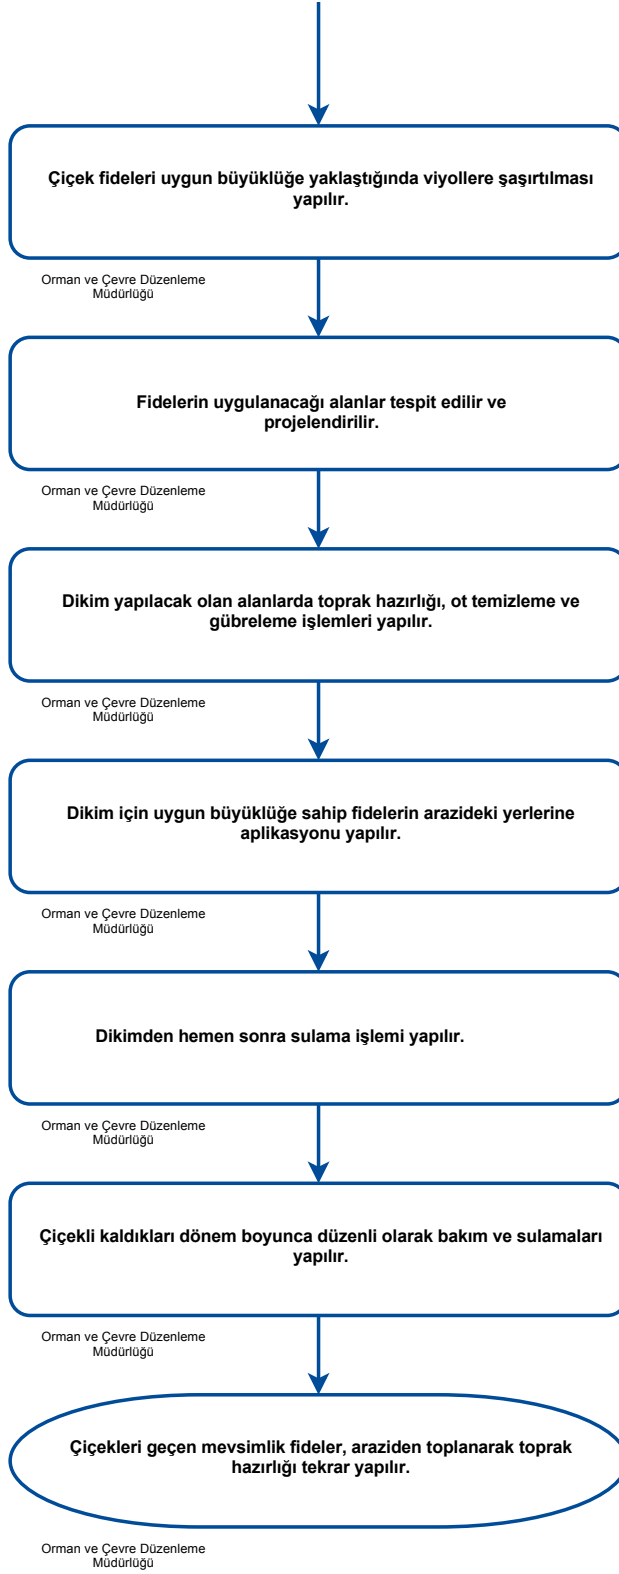 Çiçek fideleri uygun büyüklüğe yaklaştığında viyollere şaşırtılması
yapılır.
Orman ve Çevre Düzenleme
Müdürlüğü
Fidelerin uygulanacağı alanlar tespit edilir ve
projelendirilir.
Orman ve Çevre Düzenleme
Müdürlüğü
Dikim yapılacak olan alanlarda toprak hazırlığı, ot temizleme ve
gübreleme işlemleri yapılır.
Orman ve Çevre Düzenleme
Müdürlüğü
Dikim için uygun büyüklüğe sahip fidelerin arazideki yerlerine
aplikasyonu yapılır.
Orman ve Çevre Düzenleme
Müdürlüğü
Dikimden hemen sonra sulama işlemi yapılır.
Orman ve Çevre Düzenleme
Müdürlüğü
Çiçekli kaldıkları dönem boyunca düzenli olarak bakım ve sulamaları
yapılır.
Orman ve Çevre Düzenleme
Müdürlüğü
Çiçekleri geçen mevsimlik fideler, araziden toplanarak toprak
hazırlığı tekrar yapılır.
Orman ve Çevre Düzenleme
Müdürlüğü